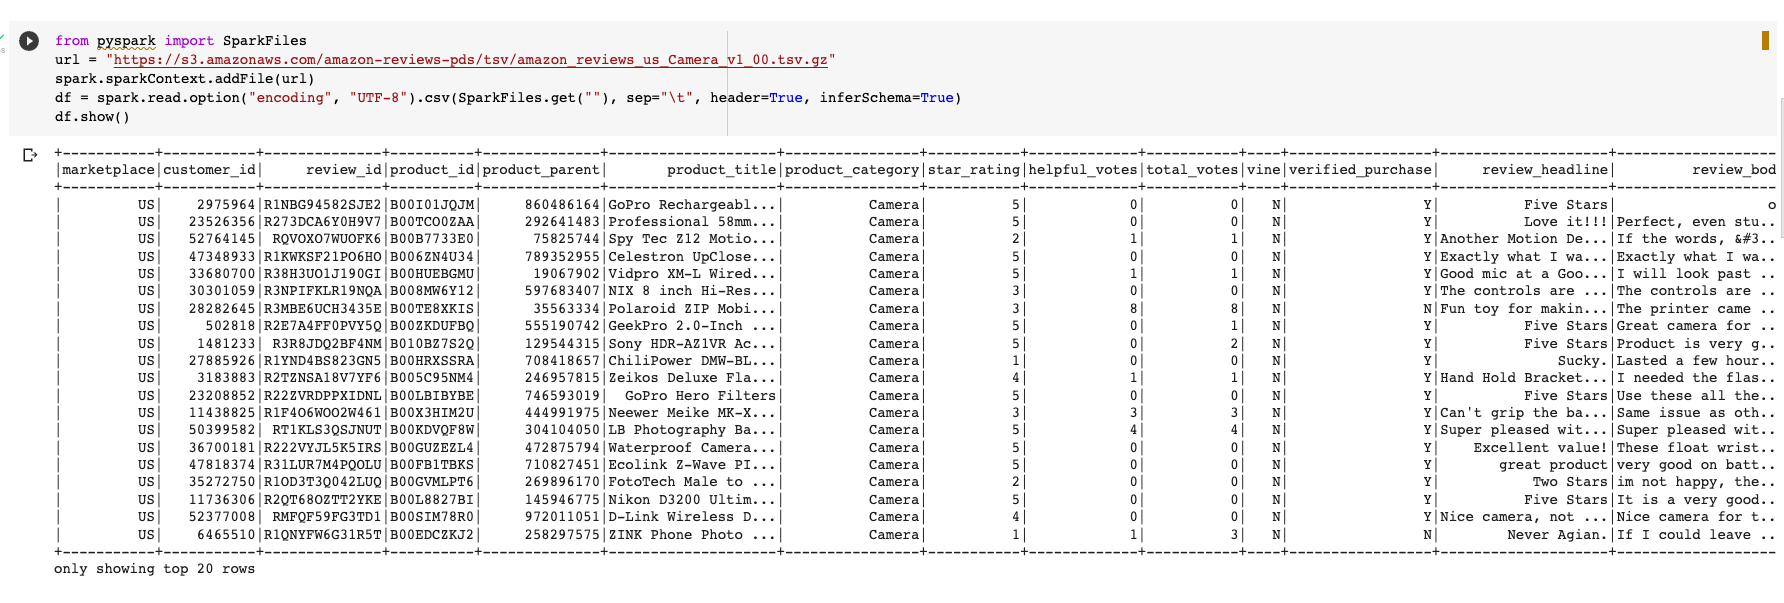 from pyspark import SparkFiles
url = "https://s3.amazonaws.com/amazon-reviews-pds/tsv/amazon_reviews_us_Camera_v1_00.tsv.gz"
spark.sparkContext.addFile(url)
df = spark.read.option("encoding", "UTF-8").csv(SparkFiles.get(""), sep="\t", header=True, inferSchema=True)
df.show()
+-----------+-----------+--------------+----------+--------------+--------------------+----------------+-----------+-------------+-----------+----+-----------------+--------------------+-------------------
|marketplace|customer_id|     review_id|product_id|product_parent|       product_title|product_category|star_rating|helpful_votes|total_votes|vine|verified_purchase|     review_headline|         review_bod
+-----------+-----------+--------------+----------+--------------+--------------------+----------------+-----------+-------------+-----------+----+-----------------+--------------------+-------------------
|         US|    2975964|R1NBG94582SJE2|B00I01JQJM|     860486164|GoPro Rechargeabl...|          Camera|          5|            0|          0|   N|                Y|          Five Stars|                  o
|         US|   23526356|R273DCA6Y0H9V7|B00TCO0ZAA|     292641483|Professional 58mm...|          Camera|          5|            0|          0|   N|                Y|          Love it!!!|Perfect, even stu..
|         US|   52764145| RQVOXO7WUOFK6|B00B7733E0|      75825744|Spy Tec Z12 Motio...|          Camera|          2|            1|          1|   N|                Y|Another Motion De...|If the words, &#3..
|         US|   47348933|R1KWKSF21PO6HO|B006ZN4U34|     789352955|Celestron UpClose...|          Camera|          5|            0|          0|   N|                Y|Exactly what I wa...|Exactly what I wa..
|         US|   33680700|R38H3UO1J190GI|B00HUEBGMU|      19067902|Vidpro XM-L Wired...|          Camera|          5|            1|          1|   N|                Y|Good mic at a Goo...|I will look past ..
|         US|   30301059|R3NPIFKLR19NQA|B008MW6Y12|     597683407|NIX 8 inch Hi-Res...|          Camera|          3|            0|          0|   N|                Y|The controls are ...|The controls are ..
|         US|   28282645|R3MBE6UCH3435E|B00TE8XKIS|      35563334|Polaroid ZIP Mobi...|          Camera|          3|            8|          8|   N|                N|Fun toy for makin...|The printer came ..
|         US|     502818|R2E7A4FF0PVY5Q|B00ZKDUFBQ|     555190742|GeekPro 2.0-Inch ...|          Camera|          5|            0|          1|   N|                Y|          Five Stars|Great camera for ..
|         US|    1481233| R3R8JDQ2BF4NM|B010BZ7S2Q|     129544315|Sony HDR-AZ1VR Ac...|          Camera|          5|            0|          2|   N|                Y|          Five Stars|Product is very g..
|         US|   27885926|R1YND4BS823GN5|B00HRXSSRA|     708418657|ChiliPower DMW-BL...|          Camera|          1|            0|          0|   N|                Y|              Sucky.|Lasted a few hour..
|         US|    3183883|R2TZNSA18V7YF6|B005C95NM4|     246957815|Zeikos Deluxe Fla...|          Camera|          4|            1|          1|   N|                Y|Hand Hold Bracket...|I needed the flas..
|         US|   23208852|R22ZVRDPPXIDNL|B00LBIBYBE|     746593019|  GoPro Hero Filters|          Camera|          5|            0|          0|   N|                Y|          Five Stars|Use these all the..
|         US|   11438825|R1F4O6WOO2W461|B00X3HIM2U|     444991975|Neewer Meike MK-X...|          Camera|          3|            3|          3|   N|                Y|Can't grip the ba...|Same issue as oth..
|         US|   50399582| RT1KLS3QSJNUT|B00KDVQF8W|     304104050|LB Photography Ba...|          Camera|          5|            4|          4|   N|                Y|Super pleased wit...|Super pleased wit..
|         US|   36700181|R222VYJL5K5IRS|B00GUZEZL4|     472875794|Waterproof Camera...|          Camera|          5|            0|          0|   N|                Y|    Excellent value!|These float wrist..
|         US|   47818374|R31LUR7M4PQOLU|B00FB1TBKS|     710827451|Ecolink Z-Wave PI...|          Camera|          5|            0|          0|   N|                Y|       great product|very good on batt..
|         US|   35272750|R1OD3T3Q042LUQ|B00GVMLPT6|     269896170|FotoTech Male to ...|          Camera|          2|            0|          0|   N|                Y|           Two Stars|im not happy, the..
|         US|   11736306|R2QT68OZTT2YKE|B00L8827BI|     145946775|Nikon D3200 Ultim...|          Camera|          5|            0|          0|   N|                Y|          Five Stars|It is a very good..
|         US|   52377008| RMFQF59FG3TD1|B00SIM78R0|     972011051|D-Link Wireless D...|          Camera|          4|            0|          0|   N|                Y|Nice camera, not ...|Nice camera for t..
|         US|    6465510|R1QNYFW6G31R5T|B00EDCZKJ2|     258297575|ZINK Phone Photo ...|          Camera|          1|            1|          3|   N|                N|        Never Agian.|If I could leave ..
+-----------+-----------+--------------+----------+--------------+--------------------+----------------+-----------+-------------+-----------+----+-----------------+--------------------+-------------------
only showing top 20 rows